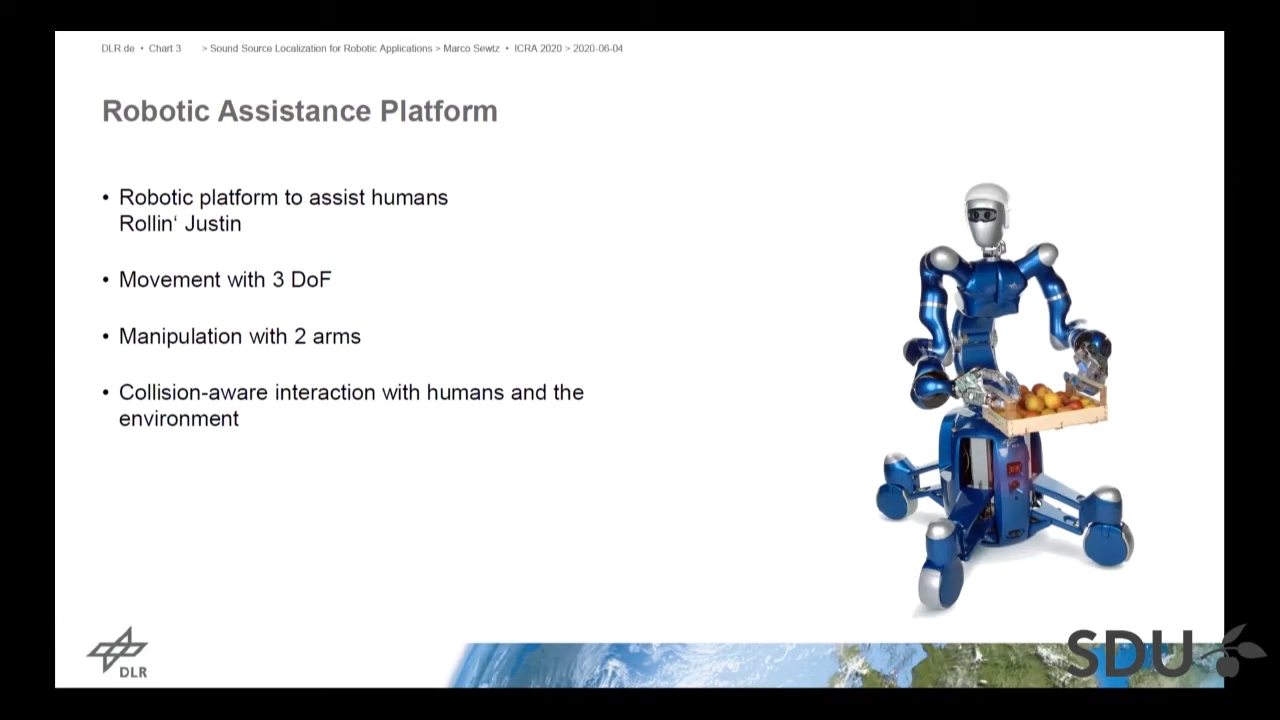 DLR.de • Chart 3 > Sound Source Localization for Robotic Applications > Marco Sewtz • ICRA 2020 > 2020-06-04
Robotic Assistance Platform
• Robotic platform to assist humans
Rollin‘ Justin
• Movement with 3 DoF
• Manipulation with 2 arms
• Collision-aware interaction with humans and the
environment
DLR
SDU